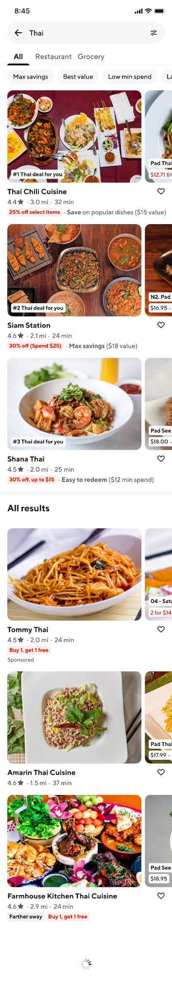 8:45
Thai
All Restaurant Grocery
Max savings Best value Low min spend
#1 Thai deal for you
Pad Thai
$12.71
Thai Chili Cuisine
4.4★ · 3.0 mi · 32 min
25% off select items · Save on popular dishes ($15 value)
#2 Thai deal for you
N2. Pad
$16.95 ·
Siam Station
4.6★ · 2.1 mi · 24 min
30% off (Spend $25) · Max savings ($18 value)
#3 Thai deal for you
Pad See
$18.00 ·
Shana Thai
4.5★ · 2.0 mi · 25 min
30% off, up to $15 · Easy to redeem ($12 min spend)
All results
04 - Sata
2 for $14.
Tommy Thai
4.5★ · 2.0 mi · 24 min
Buy 1, get 1 free
Sponsored
Pad Thai
$17.99 ·
Amarin Thai Cuisine
4.6★ · 1.5 mi · 37 min
Pad See
$18.95
Farmhouse Kitchen Thai Cuisine
4.6★ · 2.9 mi · 24 min
Farther away Buy 1, get 1 free